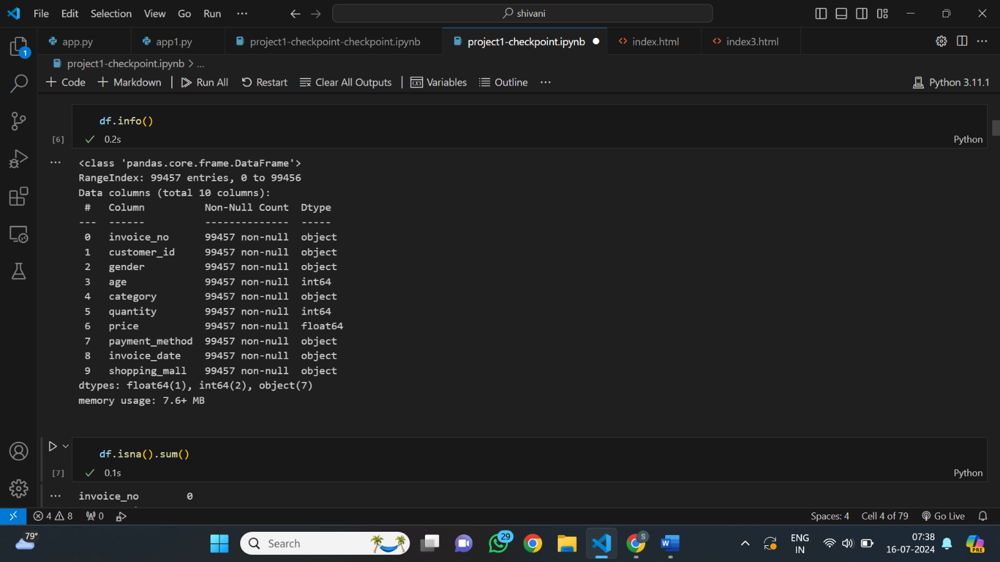 File Edit Selection View Go Run ··· shivani
1 app.py app1.py project1-checkpoint-checkpoint.ipynb project1-checkpoint.ipynb index.html index3.html
project1-checkpoint.ipynb > ...
+ Code + Markdown Run All Restart Clear All Outputs Variables Outline ··· Python 3.11.1
df.info()
[6] 0.2s Python
<class 'pandas.core.frame.DataFrame'>
RangeIndex: 99457 entries, 0 to 99456
Data columns (total 10 columns):
# Column Non-Null Count Dtype
--- ------ -------------- -----
0 invoice_no 99457 non-null object
1 customer_id 99457 non-null object
2 gender 99457 non-null object
3 age 99457 non-null int64
4 category 99457 non-null object
5 quantity 99457 non-null int64
6 price 99457 non-null float64
7 payment_method 99457 non-null object
8 invoice_date 99457 non-null object
9 shopping_mall 99457 non-null object
dtypes: float64(1), int64(2), object(7)
memory usage: 7.6+ MB
df.isna().sum()
[7] 0.1s Python
invoice_no 0
4 8 0 Spaces: 4 Cell 4 of 79 Go Live
79° Search 29 S W ENG 07:38
IN 16-07-2024 PRE